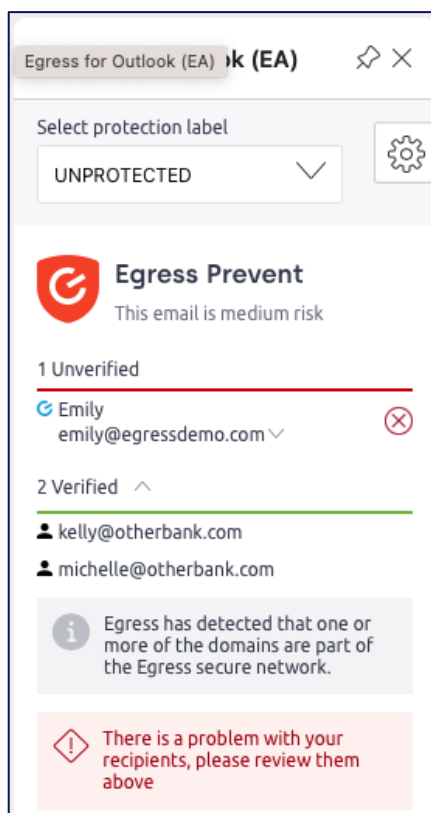 Egress for Outlook (EA)
k (EA)
Select protection label
UNPROTECTED
Egress Prevent
This email is medium risk
1 Unverified
Emily
emily@egressdemo.com
2 Verified
kelly@otherbank.com
michelle@otherbank.com
Egress has detected that one or
more of the domains are part of
the Egress secure network.
There is a problem with your
recipients, please review them
above